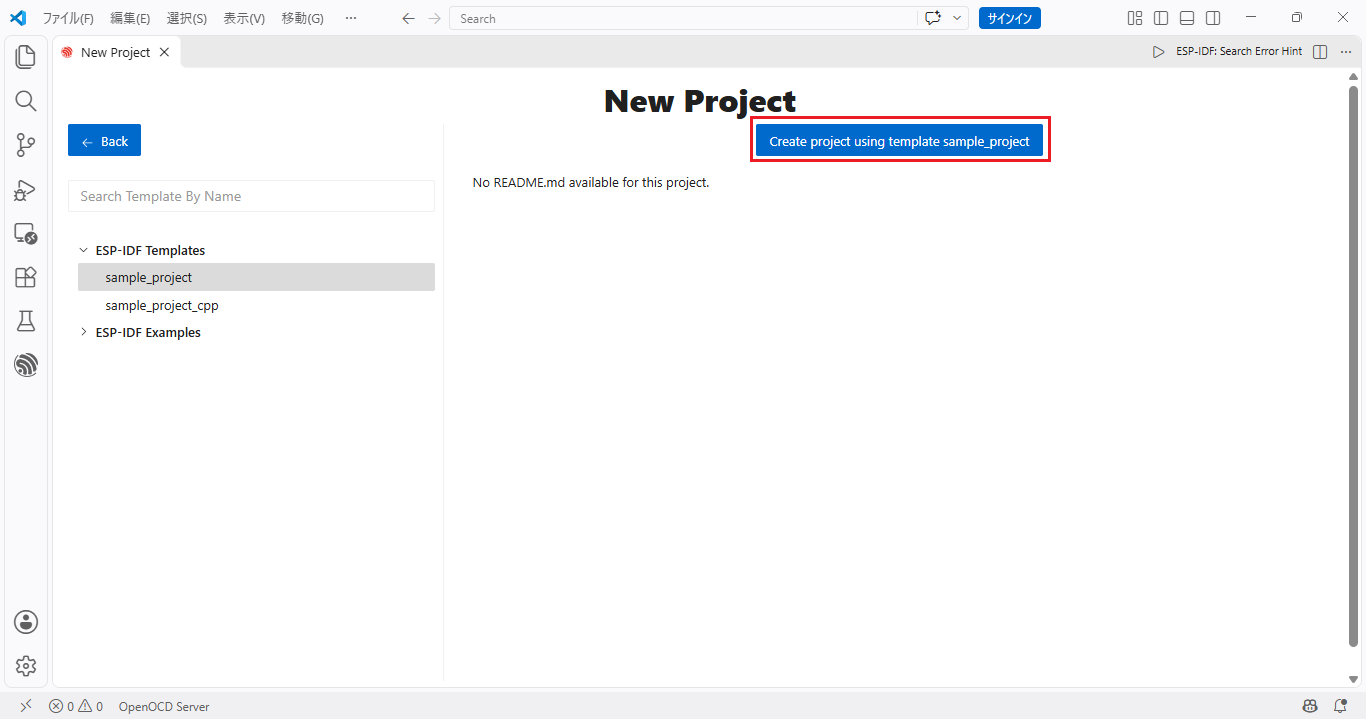 ファイル(F) 編集(E) 選択(S) 表示(V) 移動(G) ··· Search サインイン
New Project
ESP-IDF: Search Error Hint
New Project
Back
Create project using template sample_project
Search Template By Name
No README.md available for this project.
ESP-IDF Templates
sample_project
sample_project_cpp
ESP-IDF Examples
0 0 OpenOCD Server